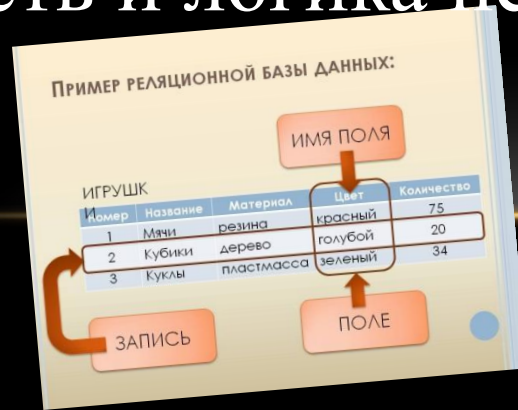 и логика
ПРИМЕР РЕЛЯЦИОННОЙ БАЗЫ ДАННЫХ:
ИМЯ ПОЛЯ
ИГРУШК
И
Номер Название Материал Цвет Количество
1 Мячи резина красный 75
2 Кубики дерево голубой 20
3 Куклы пластмасса зеленый 34
ЗАПИСЬ
ПОЛЕ